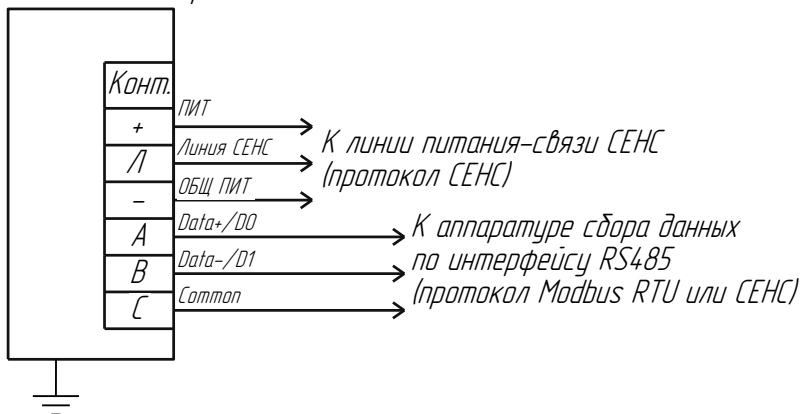 Конт.
+
ПИТ
Л
Линия СЕНС
-
ОБЩ ПИТ
К линии питания-связи СЕНС
(протокол СЕНС)
А
Data+/D0
В
Data-/D1
С
Common
К аппаратуре сбора данных
по интерфейсу RS485
(протокол Modbus RTU или СЕНС)